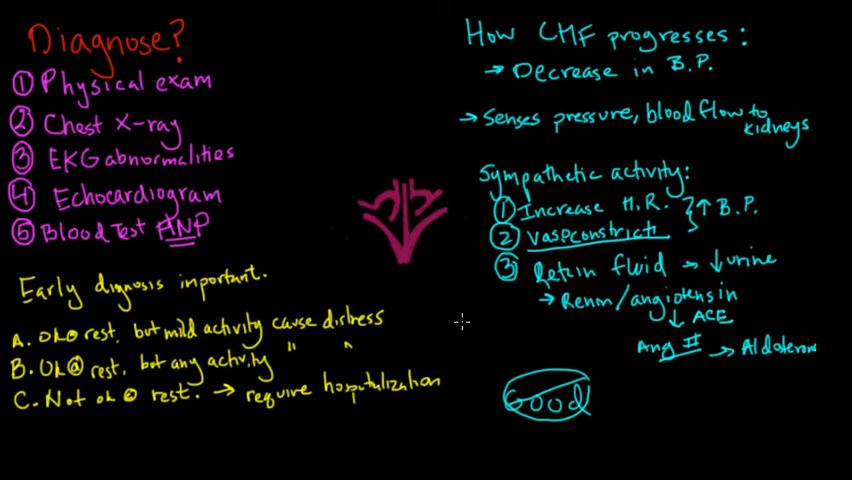 Diagnose?
① Physical exam
② Chest X-ray
③ EKG abnormalities
④ Echocardiogram
⑤ Blood Test ANP
Early diagnosis important.
A. Ok @ rest, but mild activity cause distress
B. Ok @ rest, but any activity " "
C. Not ok @ rest. → require hospitalization
How CHF progresses:
→ Decrease in B.P.
→ Senses pressure, blood flow to kidneys
Sympathetic activity:
① Increase H.R. } ↑ B.P.
② Vasoconstrict
③ Retain fluid → ↓ urine
→ Renin/angiotensin
↓ ACE
Ang II → Aldosterone
Good